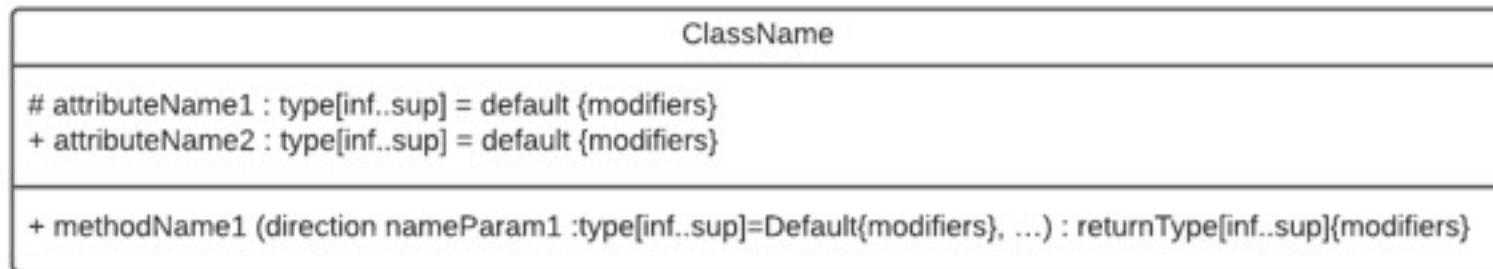 ClassName
# attributeName1 : type[inf..sup] = default {modifiers}
+ attributeName2 : type[inf..sup] = default {modifiers}
+ methodName1 (direction nameParam1 :type[inf..sup]=Default{modifiers}, ...) : returnType[inf..sup]{modifiers}